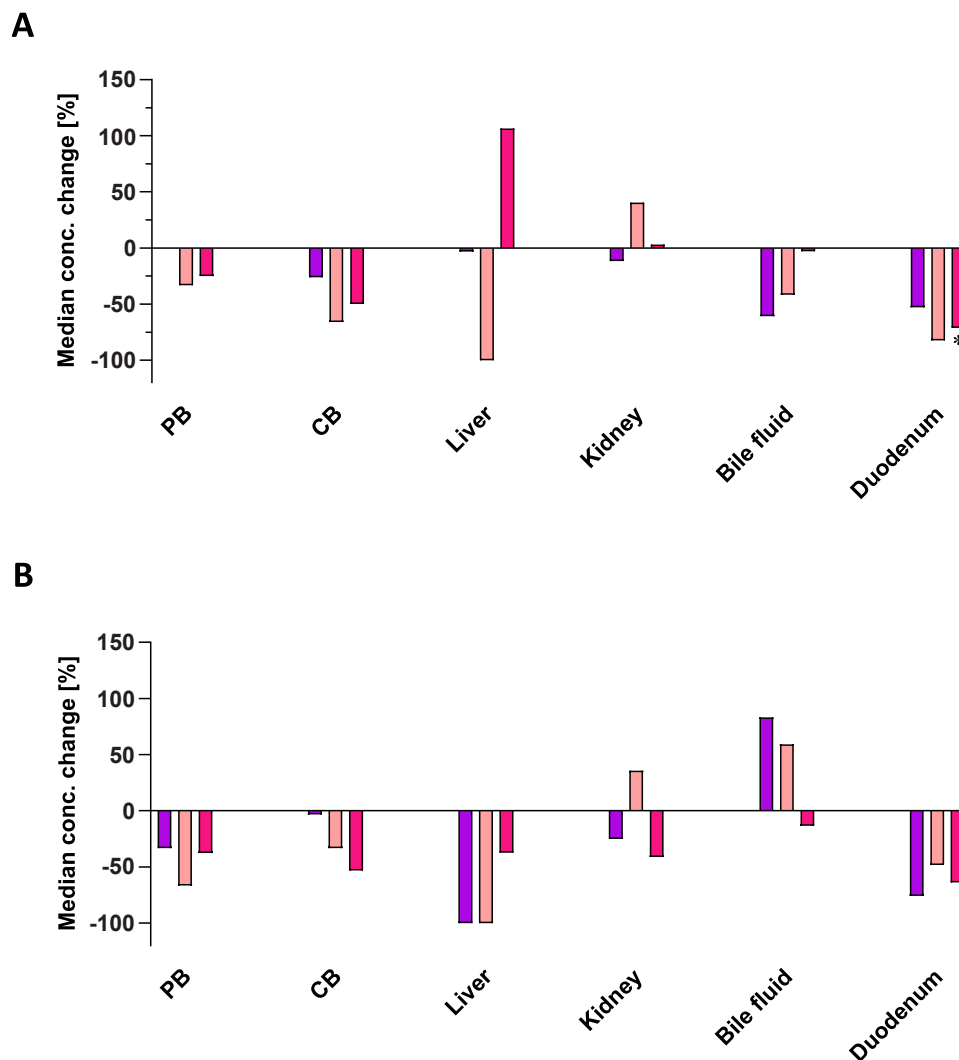 A
Median conc. change [%]
150
100
50
0
-50
-100
*
PB
CB
Liver
Kidney
Bile fluid
Duodenum
B
Median conc. change [%]
150
100
50
0
-50
-100
PB
CB
Liver
Kidney
Bile fluid
Duodenum